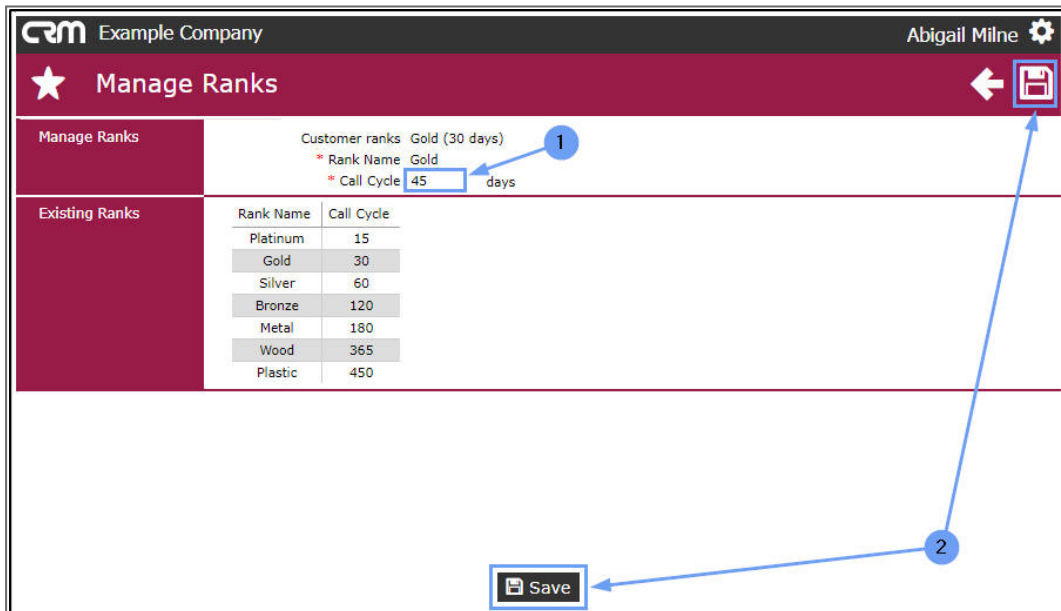 CRM Example Company Abigail Milne
Manage Ranks
Manage Ranks
Customer ranks Gold (30 days)
* Rank Name Gold
* Call Cycle 45 days
1
Existing Ranks
Rank Name Call Cycle
Platinum 15
Gold 30
Silver 60
Bronze 120
Metal 180
Wood 365
Plastic 450
2
Save